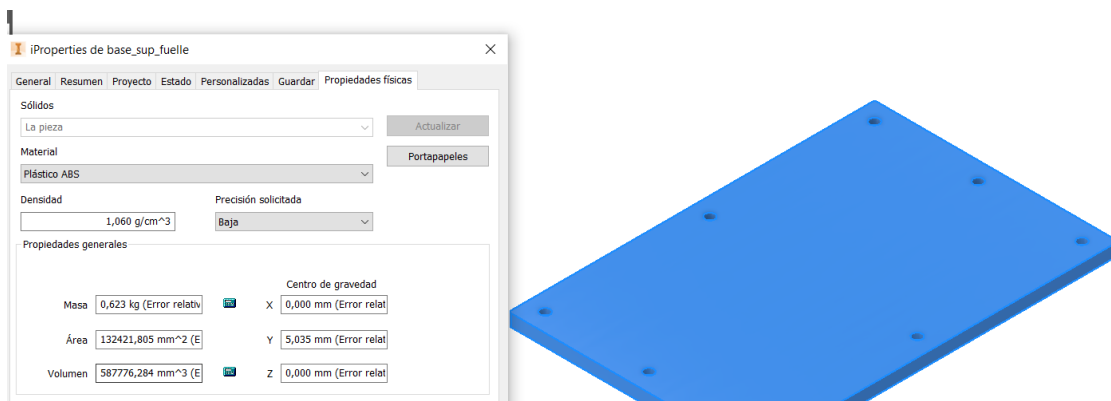 iProperties de base_sup_fuelle
General Resumen Proyecto Estado Personalizadas Guardar Propiedades físicas
Sólidos
La pieza Actualizar
Material Portapapeles
Plástico ABS
Densidad Precisión solicitada
1,060 g/cm^3 Baja
Propiedades generales
Centro de gravedad
Masa 0,623 kg (Error relativ X 0,000 mm (Error relat
Área 132421,805 mm^2 (E Y 5,035 mm (Error relat
Volumen 587776,284 mm^3 (E Z 0,000 mm (Error relat